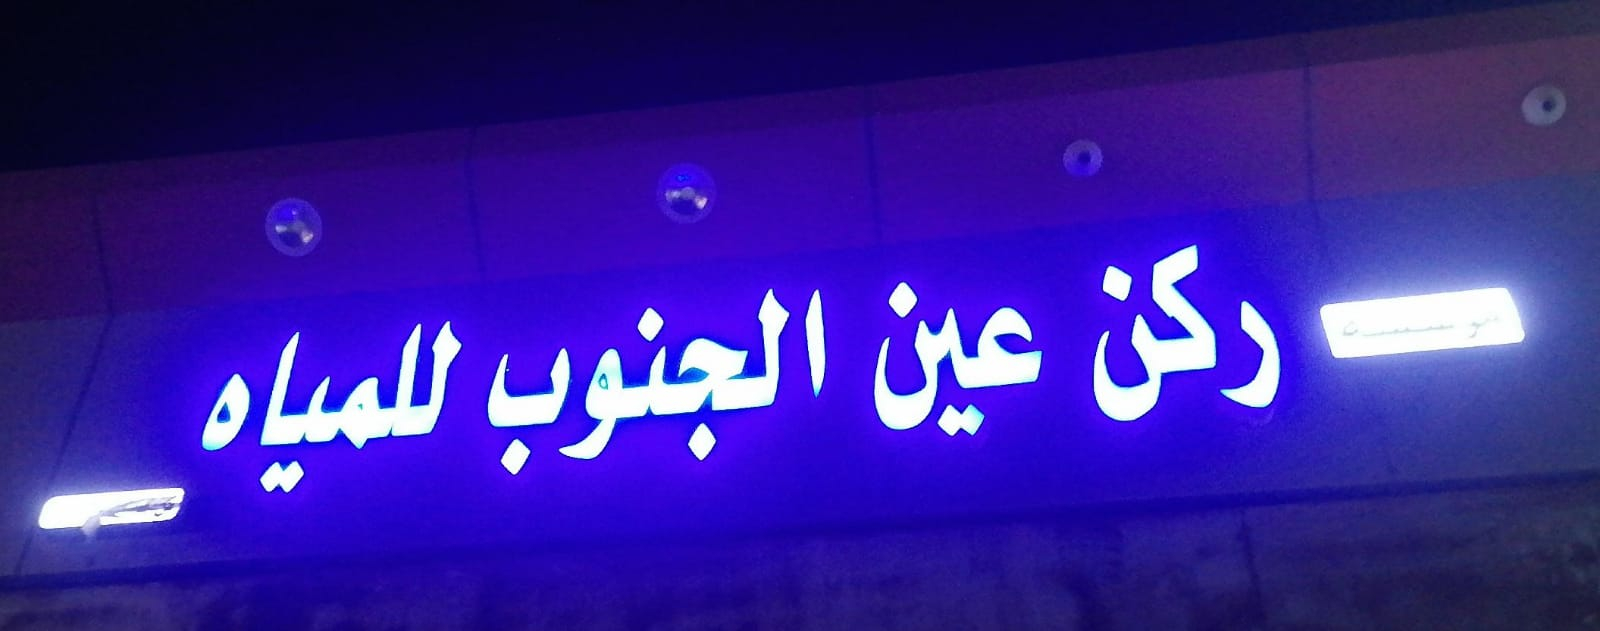 ركن عين الجنوب للمياه